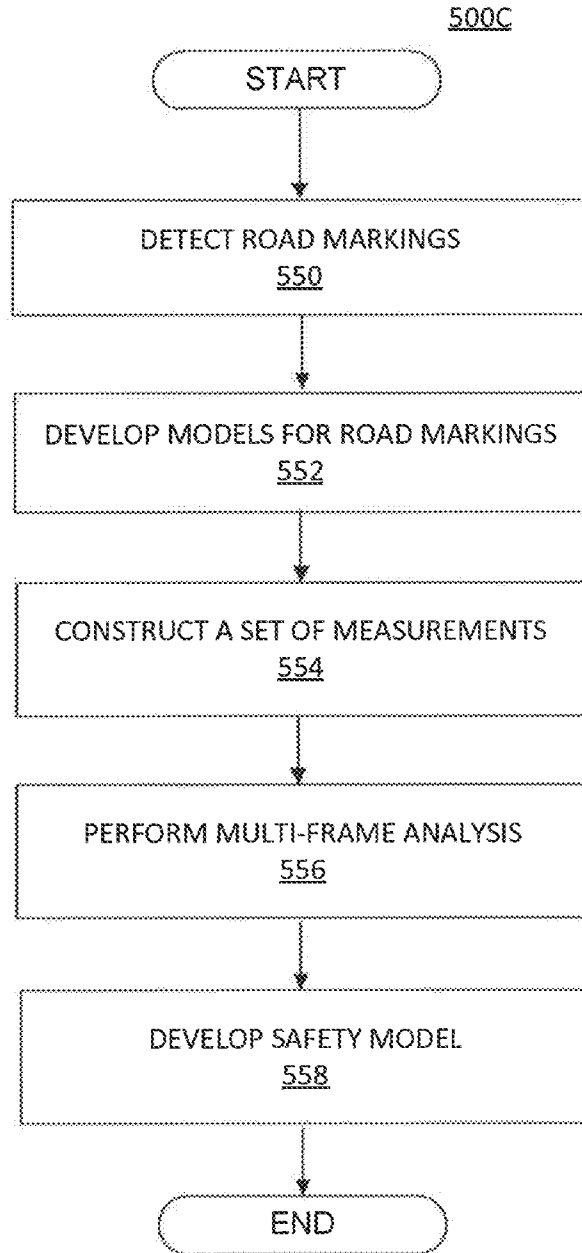 500C
START
DETECT ROAD MARKINGS
550
DEVELOP MODELS FOR ROAD MARKINGS
552
CONSTRUCT A SET OF MEASUREMENTS
554
PERFORM MULTI-FRAME ANALYSIS
556
DEVELOP SAFETY MODEL
558
END